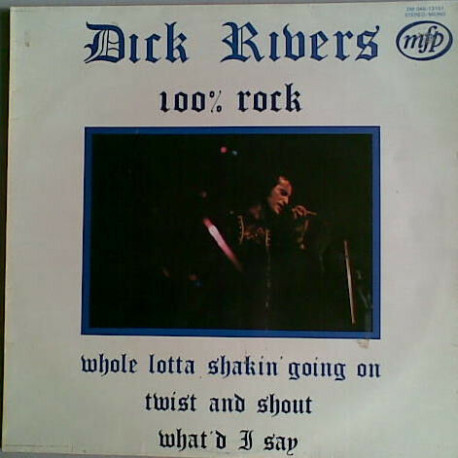 Dick Rivers
mfp
100% rock
whole lotta shakin' going on
twist and shout
what'd I say